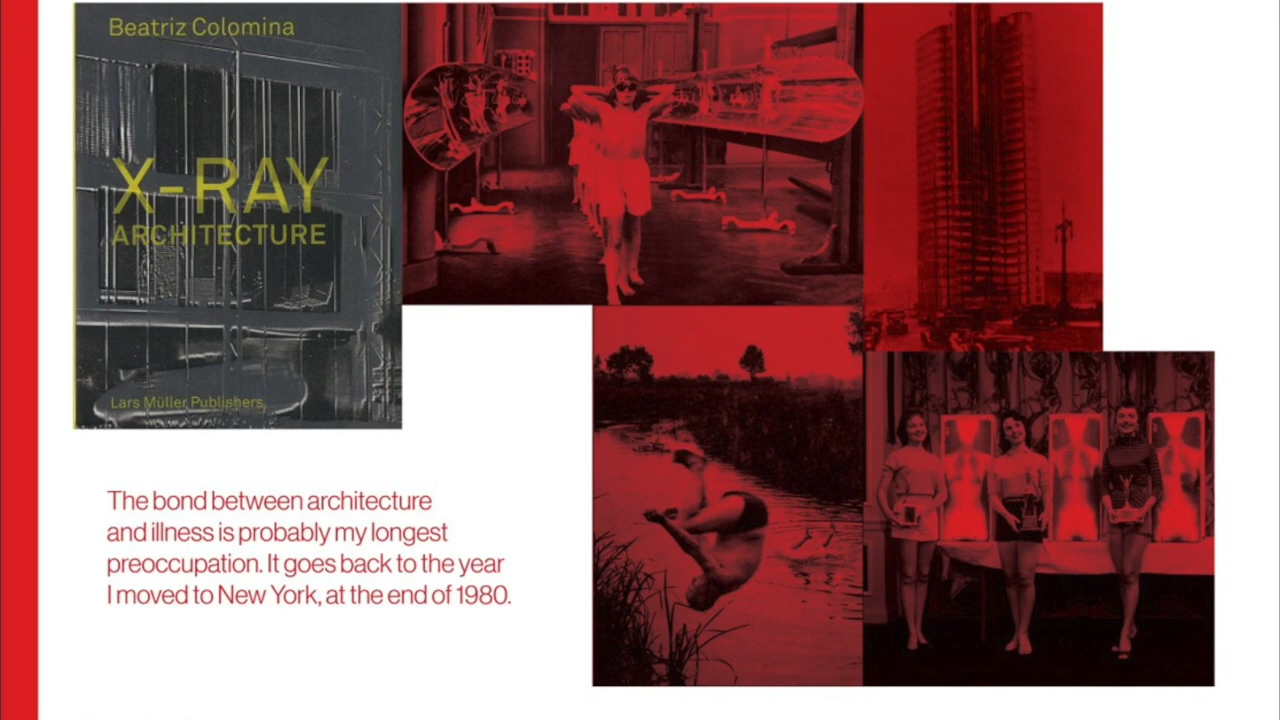 Beatriz Colomina
X-RAY
ARCHITECTURE
Lars Müller Publishers
The bond between architecture
and illness is probably my longest
preoccupation. It goes back to the year
I moved to New York, at the end of 1980.